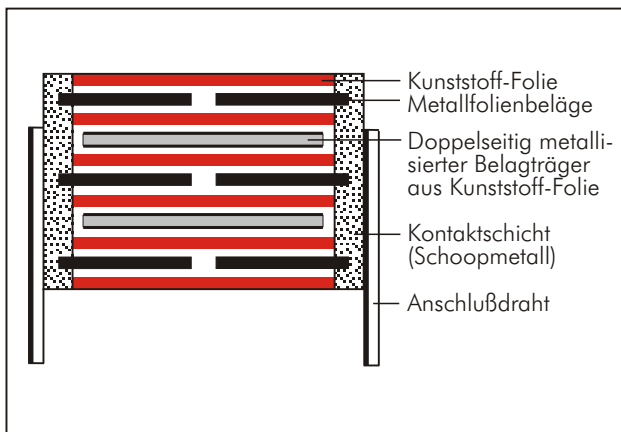 Kunststoff-Folie
Metallfolienbeläge
Doppelseitig metalli-
sierter Belagträger
aus Kunststoff-Folie
Kontaktschicht
(Schoopmetall)
Anschlußdraht